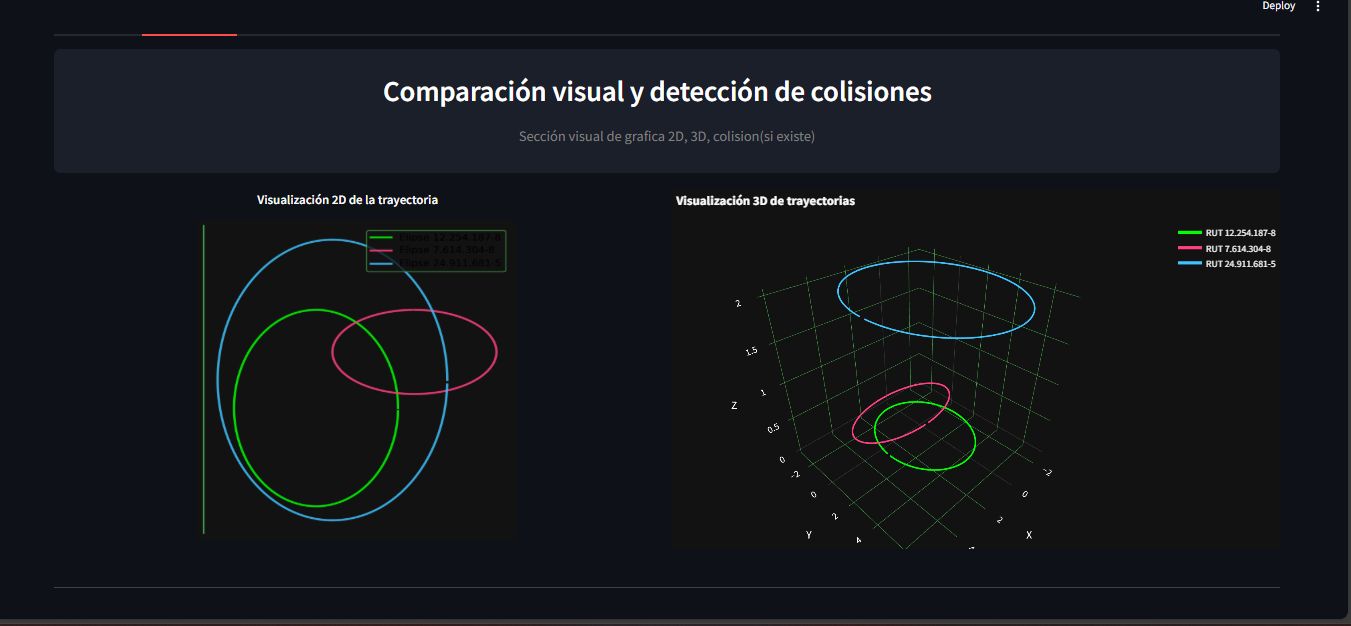 Deploy
Comparación visual y detección de colisiones
Sección visual de grafica 2D, 3D, colision(si existe)
Visualización 2D de la trayectoria
Elipse 12.254.187-8
Elipse 7.614.304-8
Elipse 24.911.681-5
Visualización 3D de trayectorias
RUT 12.254.187-8
RUT 7.614.304-8
RUT 24.911.681-5
2
1.5
1
Z
0.5
0
-2
0
2
4
Y
-2
0
2
X